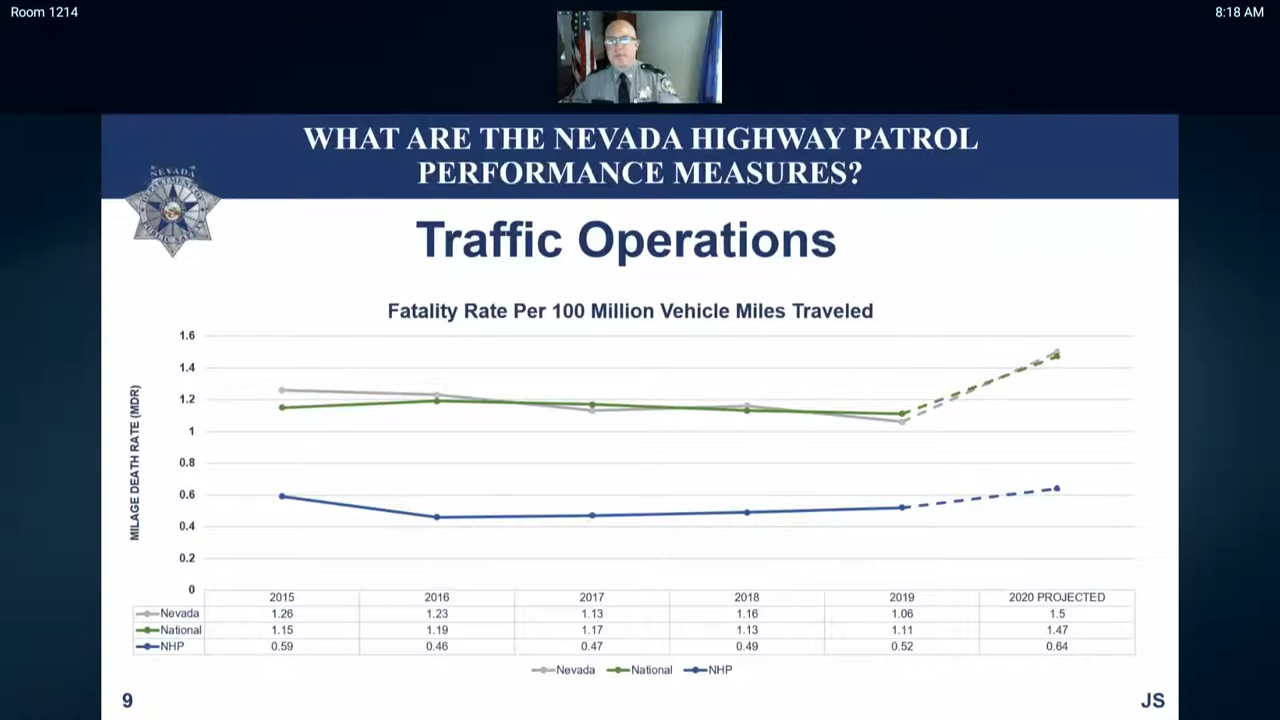 Room 1214
8:18 AM
WHAT ARE THE NEVADA HIGHWAY PATROL
PERFORMANCE MEASURES?
NEVADA
Traffic Operations
Fatality Rate Per 100 Million Vehicle Miles Traveled
MILAGE DEATH RATE (MDR)
1.6
1.4
1.2
1
0.8
0.6
0.4
0.2
0
2015 2016 2017 2018 2019 2020 PROJECTED
Nevada 1.26 1.23 1.13 1.16 1.06 1.5
National 1.15 1.19 1.17 1.13 1.11 1.47
NHP 0.59 0.46 0.47 0.49 0.52 0.64
Nevada National NHP
9
JS